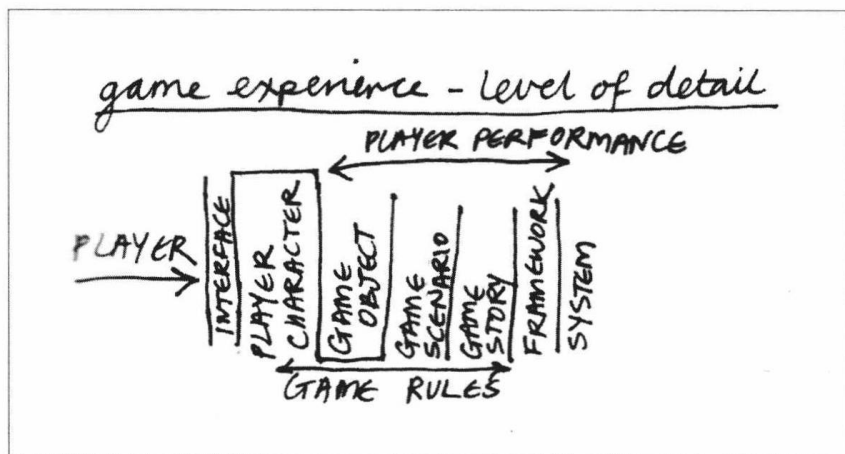 game experience - level of detail
PLAYER PERFORMANCE
PLAYER
INTERFACE
PLAYER
CHARACTER
GAME
OBJECT
GAME
SCENARIO
GAME
STORY
FRAMEWORK
SYSTEM
GAME RULES